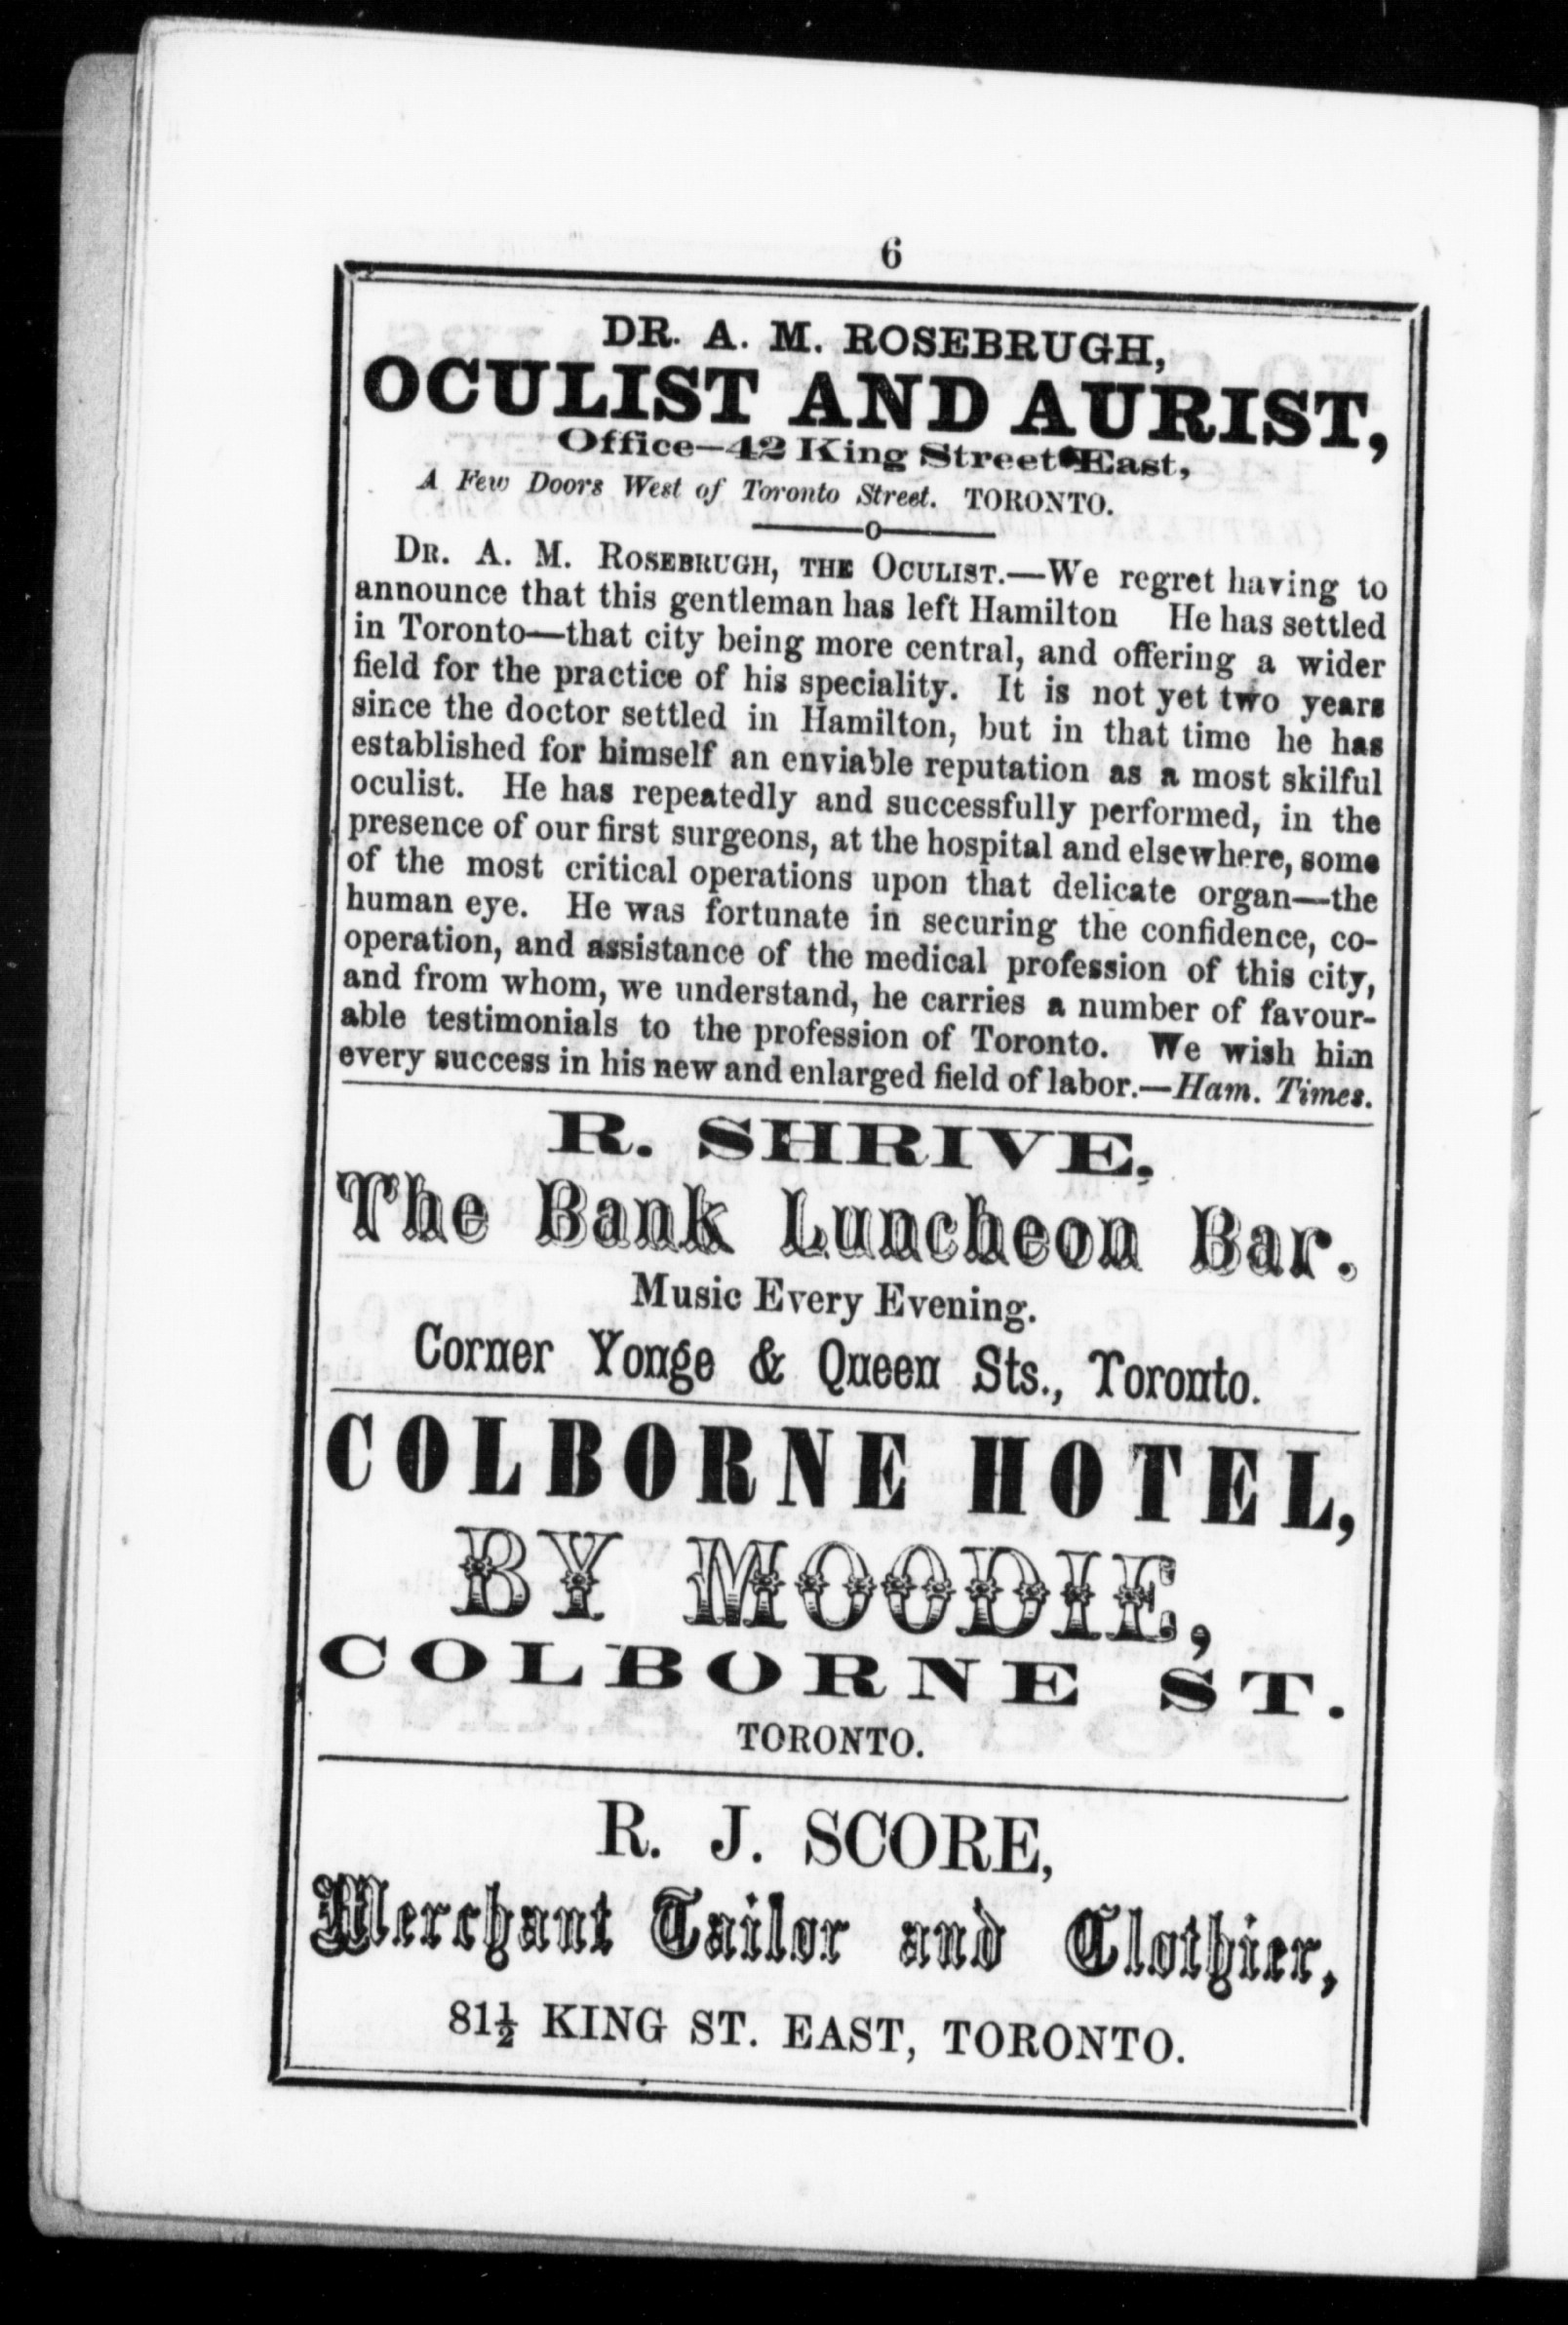 6
DR. A. M. ROSEBRUGH,
OCULIST AND AURIST,
Office—42 King Street East,
A Few Doors West of Toronto Street. TORONTO.
—o—
DR. A. M. ROSEBRUGH, THE OCULIST.—We regret having to
announce that this gentleman has left Hamilton He has settled
in Toronto—that city being more central, and offering a wider
field for the practice of his speciality. It is not yet two years
since the doctor settled in Hamilton, but in that time he has
established for himself an enviable reputation as a most skilful
oculist. He has repeatedly and successfully performed, in the
presence of our first surgeons, at the hospital and elsewhere, some
of the most critical operations upon that delicate organ—the
human eye. He was fortunate in securing the confidence, co-
operation, and assistance of the medical profession of this city,
and from whom, we understand, he carries a number of favour-
able testimonials to the profession of Toronto. We wish him
every success in his new and enlarged field of labor.—Ham. Times.
R. SHRIVE,
The Bank Luncheon Bar.
Music Every Evening.
Corner Yonge & Queen Sts., Toronto.
COLBORNE HOTEL,
BY MOODIE,
COLBORNE ST.
TORONTO.
R. J. SCORE,
Merchant Tailor and Clothier,
81½ KING ST. EAST, TORONTO.